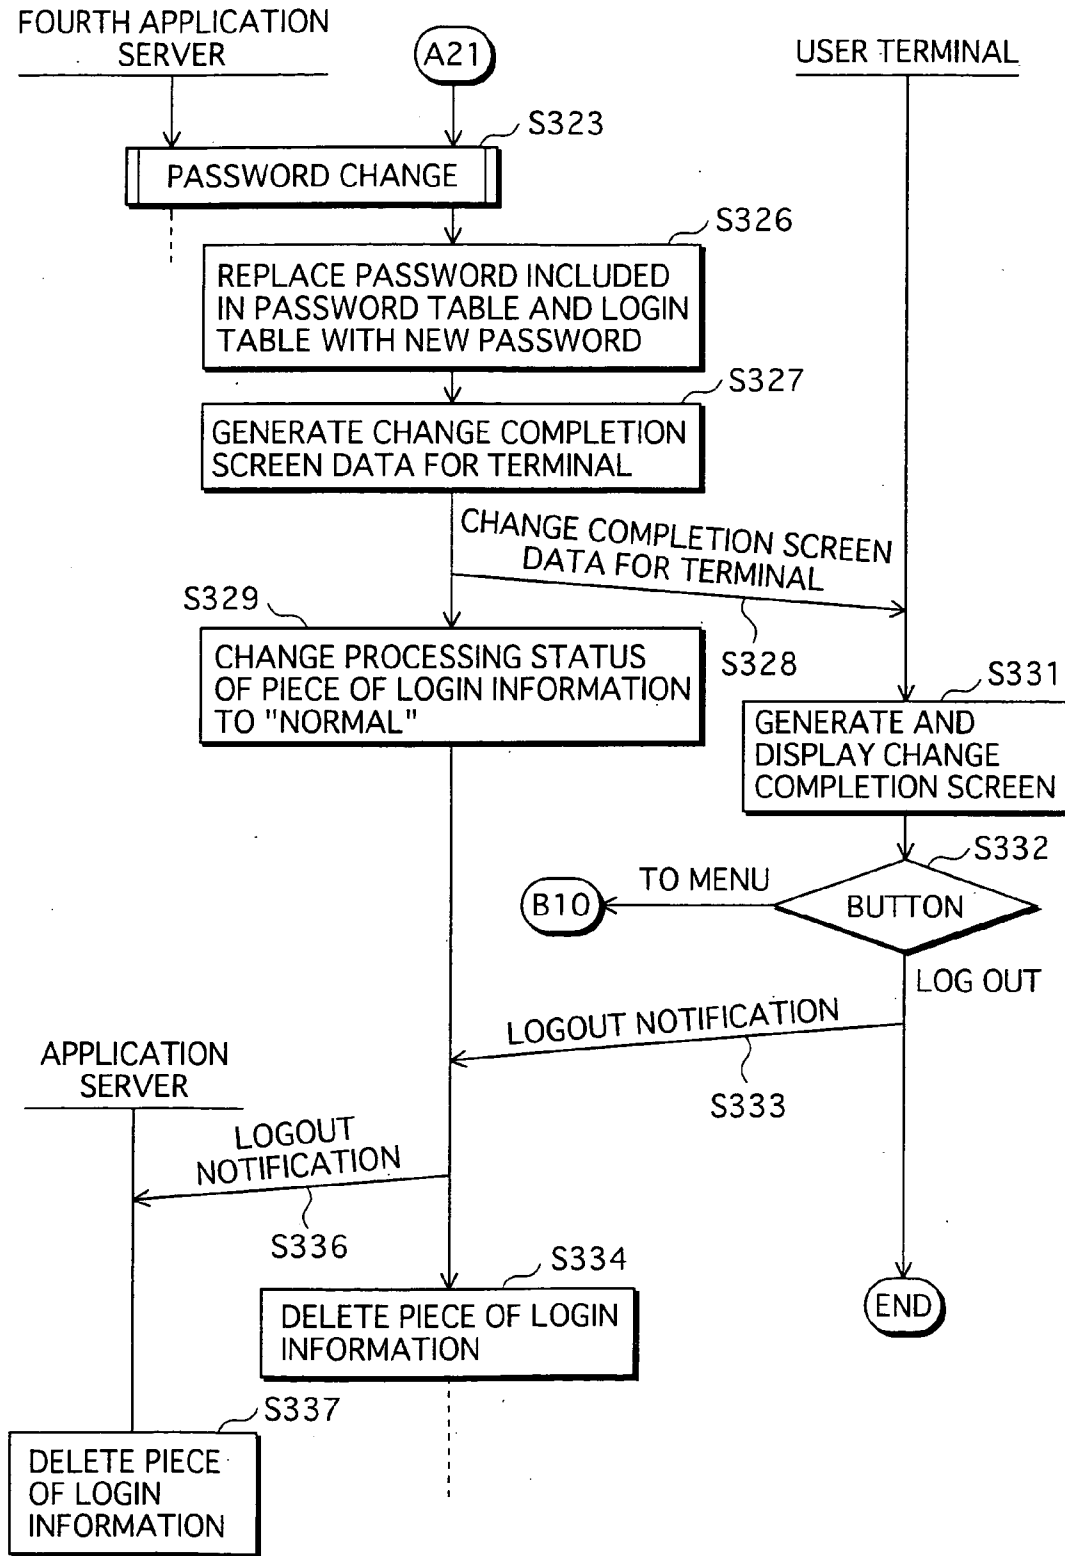 FOURTH APPLICATION
SERVER
A21
USER TERMINAL
S323
PASSWORD CHANGE
S326
REPLACE PASSWORD INCLUDED
IN PASSWORD TABLE AND LOGIN
TABLE WITH NEW PASSWORD
S327
GENERATE CHANGE COMPLETION
SCREEN DATA FOR TERMINAL
CHANGE COMPLETION SCREEN
DATA FOR TERMINAL
S328
S329
CHANGE PROCESSING STATUS
OF PIECE OF LOGIN INFORMATION
TO "NORMAL"
S331
GENERATE AND
DISPLAY CHANGE
COMPLETION SCREEN
S332
BUTTON
TO MENU
B10
LOG OUT
LOGOUT NOTIFICATION
S333
APPLICATION
SERVER
LOGOUT
NOTIFICATION
S336
S334
DELETE PIECE OF LOGIN
INFORMATION
END
S337
DELETE PIECE
OF LOGIN
INFORMATION